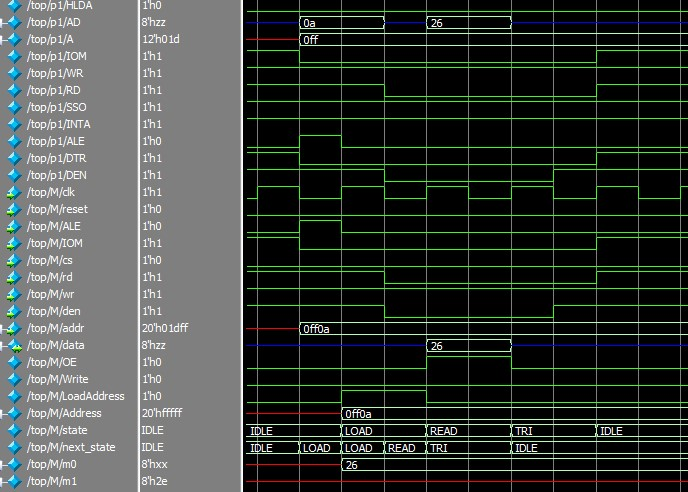 /top/p1/HLDA 1'h0
/top/p1/AD 8'hzz 0a 26
/top/p1/A 12'h01d 0ff
/top/p1/IOM 1'h1
/top/p1/WR 1'h1
/top/p1/RD 1'h1
/top/p1/SSO 1'h1
/top/p1/INTA 1'h1
/top/p1/ALE 1'h0
/top/p1/DTR 1'h1
/top/p1/DEN 1'h1
/top/M/clk 1'h1
/top/M/reset 1'h0
/top/M/ALE 1'h0
/top/M/IOM 1'h1
/top/M/cs 1'h0
/top/M/rd 1'h1
/top/M/wr 1'h1
/top/M/den 1'h1
/top/M/addr 20'h01dff 0ff0a
/top/M/data 8'hzz 26
/top/M/OE 1'h0
/top/M/Write 1'h0
/top/M/LoadAddress 1'h0
/top/M/Address 20'hfffff 0ff0a
/top/M/state IDLE IDLE LOAD READ TRI IDLE
/top/M/next_state IDLE IDLE LOAD LOAD READ TRI IDLE
/top/M/m0 8'hxx 26
/top/M/m1 8'h2e